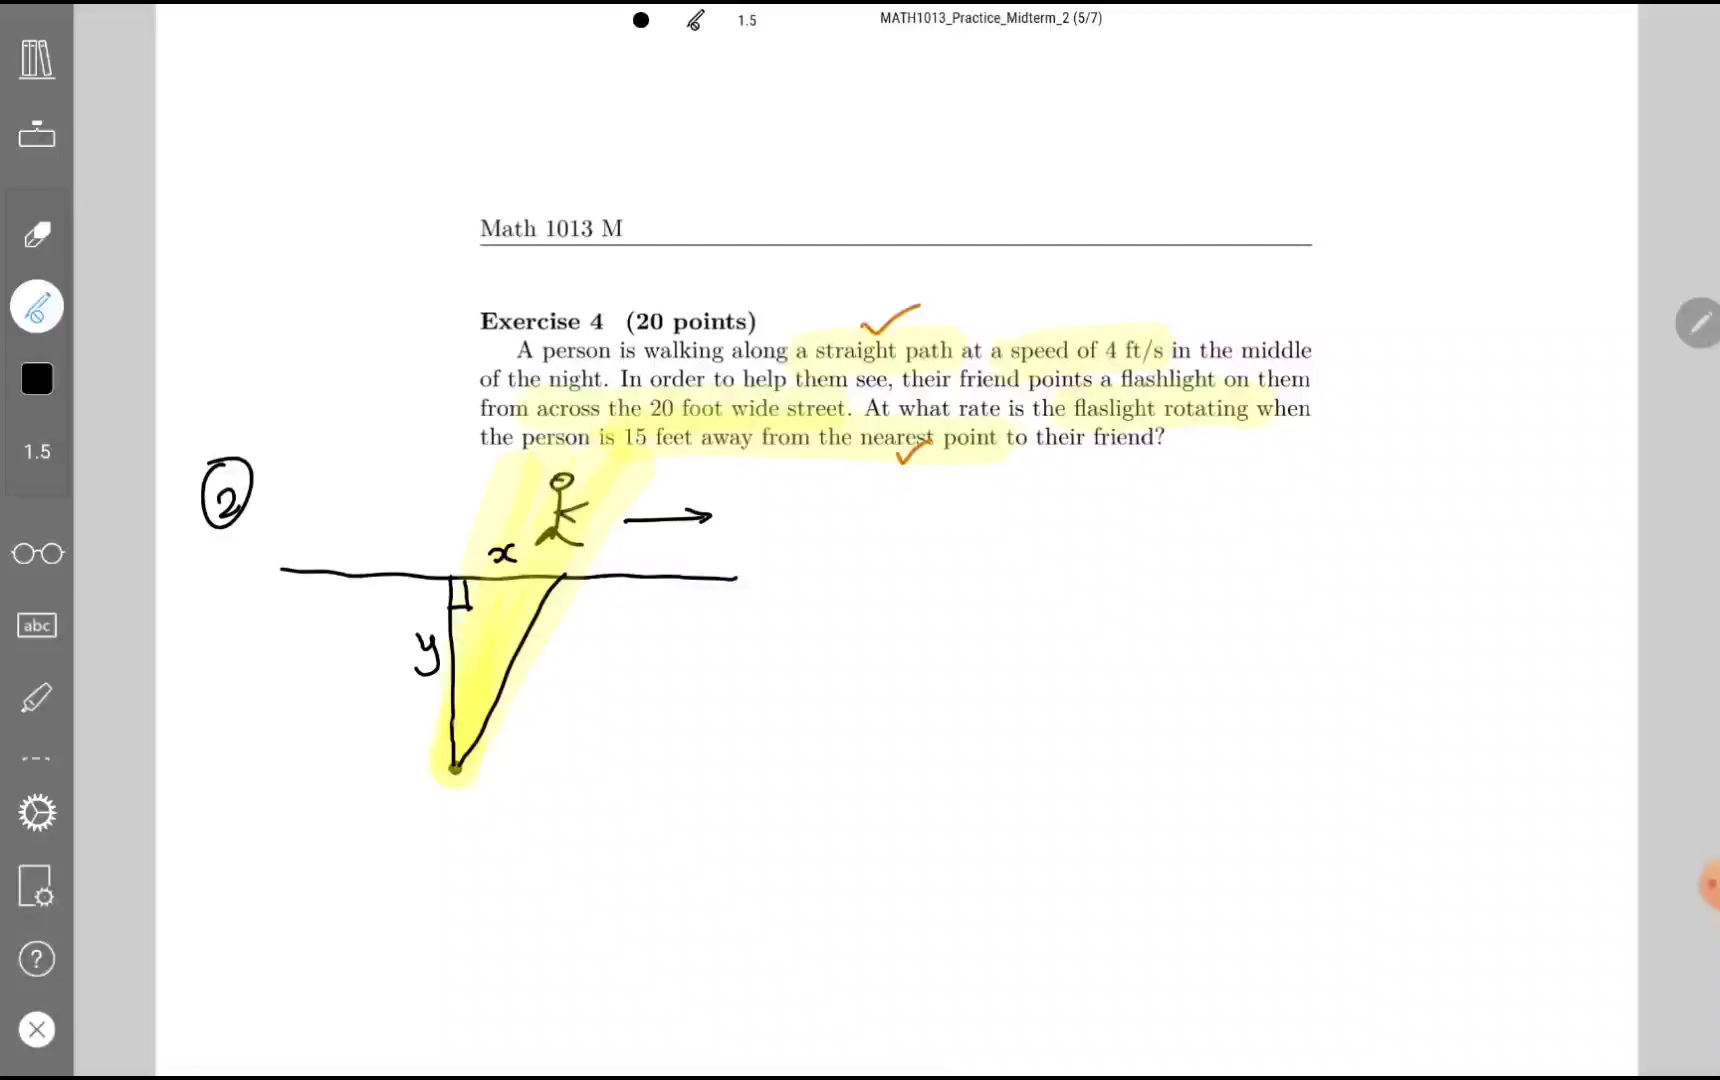 1.5 MATH1013_Practice_Midterm_2 (5/7)
Math 1013 M
Exercise 4 (20 points)
A person is walking along a straight path at a speed of 4 ft/s in the middle
of the night. In order to help them see, their friend points a flashlight on them
from across the 20 foot wide street. At what rate is the flaslight rotating when
the person is 15 feet away from the nearest point to their friend?
1.5
2
x
abc
y
?